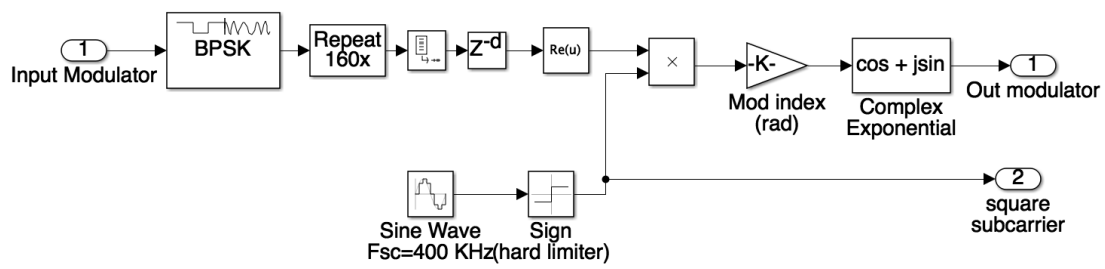 1
Input Modulator
BPSK
Repeat
160x
Z-d
Re(u)
×
-K-
Mod index
(rad)
cos + jsin
Complex
Exponential
1
Out modulator
Sine Wave
Fsc=400 KHz
Sign
(hard limiter)
2
square
subcarrier